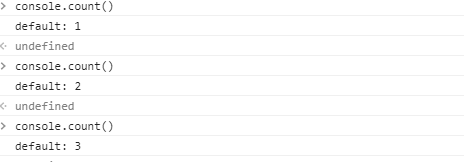 console.count()
default: 1
undefined
console.count()
default: 2
undefined
console.count()
default: 3